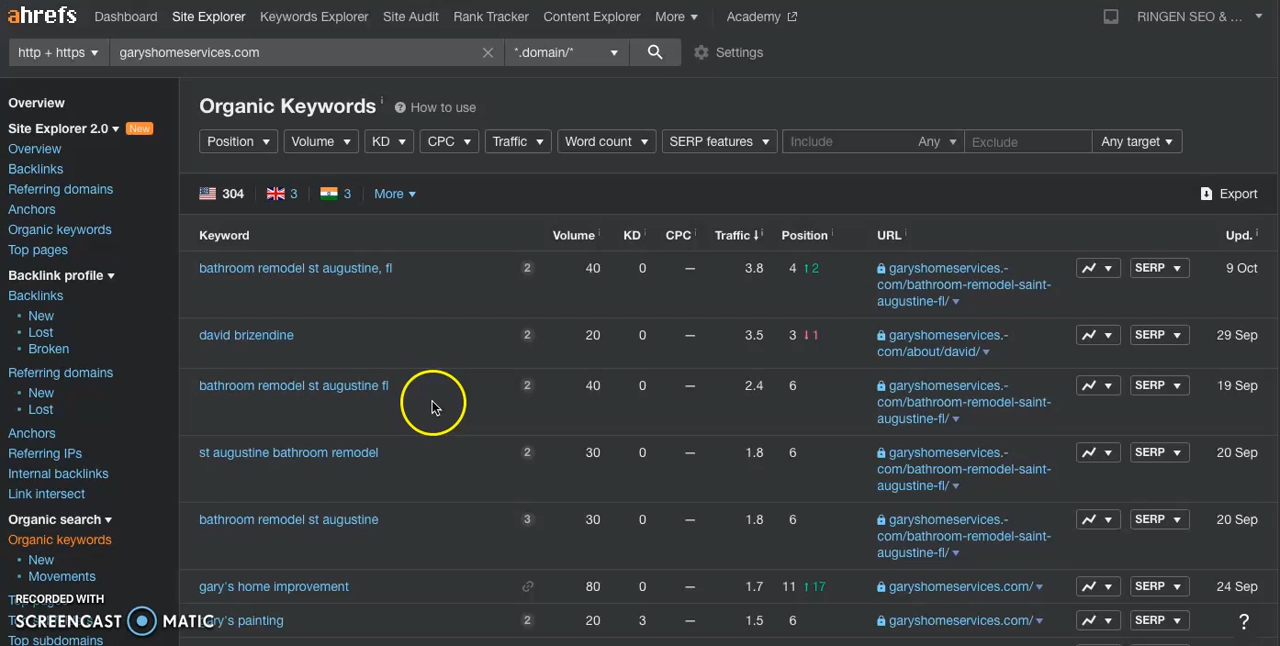 ahrefs Dashboard Site Explorer Keywords Explorer Site Audit Rank Tracker Content Explorer More Academy RINGEN SEO & ...
http + https garyshomeservices.com *.domain/* Settings
Overview
Site Explorer 2.0 New
Overview
Backlinks
Referring domains
Anchors
Organic keywords
Top pages
Backlink profile
Backlinks
• New
• Lost
• Broken
Referring domains
• New
• Lost
Anchors
Referring IPs
Internal backlinks
Link intersect
Organic search
Organic keywords
• New
• Movements
Top subdomains
RECORDED WITH
SCREENCAST MATIC
Organic Keywords i ? How to use
Position Volume KD CPC Traffic Word count SERP features Include Any Exclude Any target
304 3 3 More Export
Keyword Volume i KD i CPC i Traffic ↓ i Position i URL i Upd. i
bathroom remodel st augustine, fl 2 40 0 — 3.8 4 ↑2 garyshomeservices.- SERP 9 Oct
com/bathroom-remodel-saint-
augustine-fl/
david brizendine 2 20 0 — 3.5 3 ↓1 garyshomeservices.- SERP 29 Sep
com/about/david/
bathroom remodel st augustine fl 2 40 0 — 2.4 6 garyshomeservices.- SERP 19 Sep
com/bathroom-remodel-saint-
augustine-fl/
st augustine bathroom remodel 2 30 0 — 1.8 6 garyshomeservices.- SERP 20 Sep
com/bathroom-remodel-saint-
augustine-fl/
bathroom remodel st augustine 3 30 0 — 1.8 6 garyshomeservices.- SERP 20 Sep
com/bathroom-remodel-saint-
augustine-fl/
gary's home improvement 80 0 — 1.7 11 ↑17 garyshomeservices.com/ SERP 24 Sep
gary's painting 2 20 3 — 1.5 6 garyshomeservices.com/ SERP 20 Sep
?